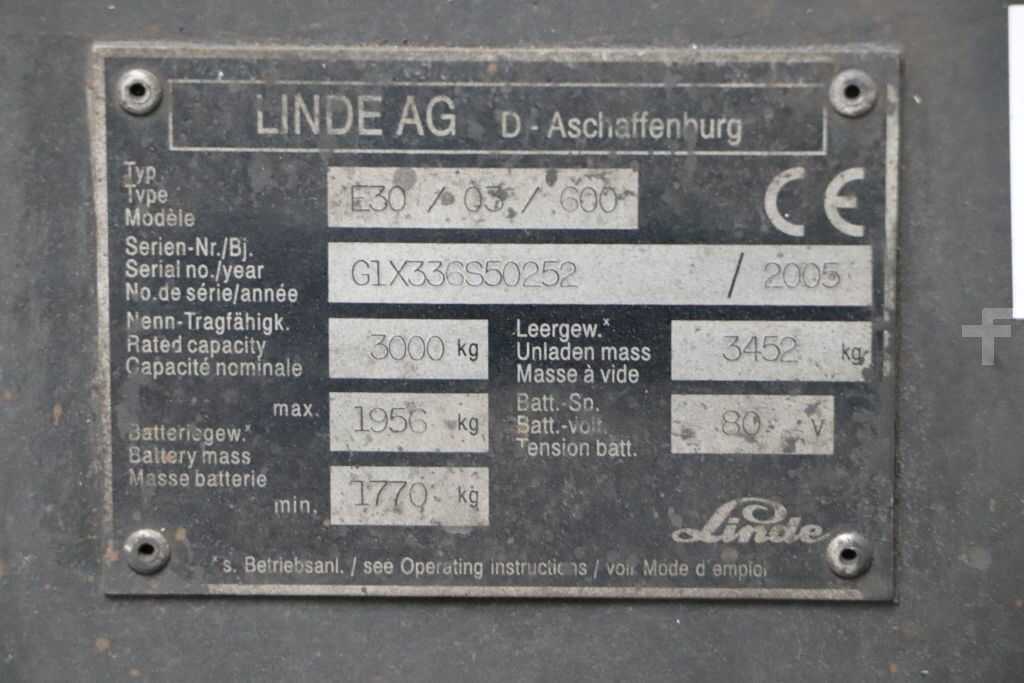 LINDE AG D - Aschaffenburg
Typ
Type
Modèle
E30 / 03 / 600
CE
Serien-Nr./Bj.
Serial no./year
No.de série/année
G1X336S50252 / 2005
Nenn-Tragfähigk.
Rated capacity
Capacité nominale
3000 kg
Leergew.x
Unladen mass
Masse à vide
3452 kg
max.
Batteriegew.x
Battery mass
Masse batterie
min.
1956 kg
1770 kg
Batt.-Sp.
Batt.-Volt.
Tension batt.
80 V
Linde
xs. Betriebsanl. / see Operating instructions / voir Mode d'emploi